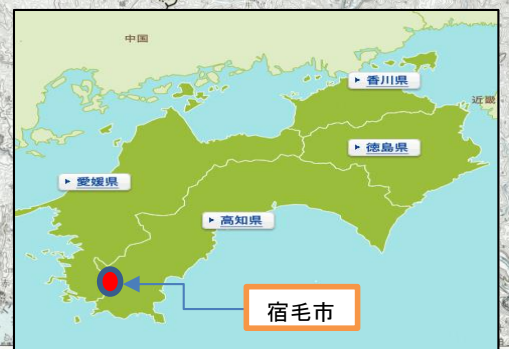 中国
▸ 香川県
近畿
▸ 徳島県
▸ 愛媛県
▸ 高知県
宿毛市